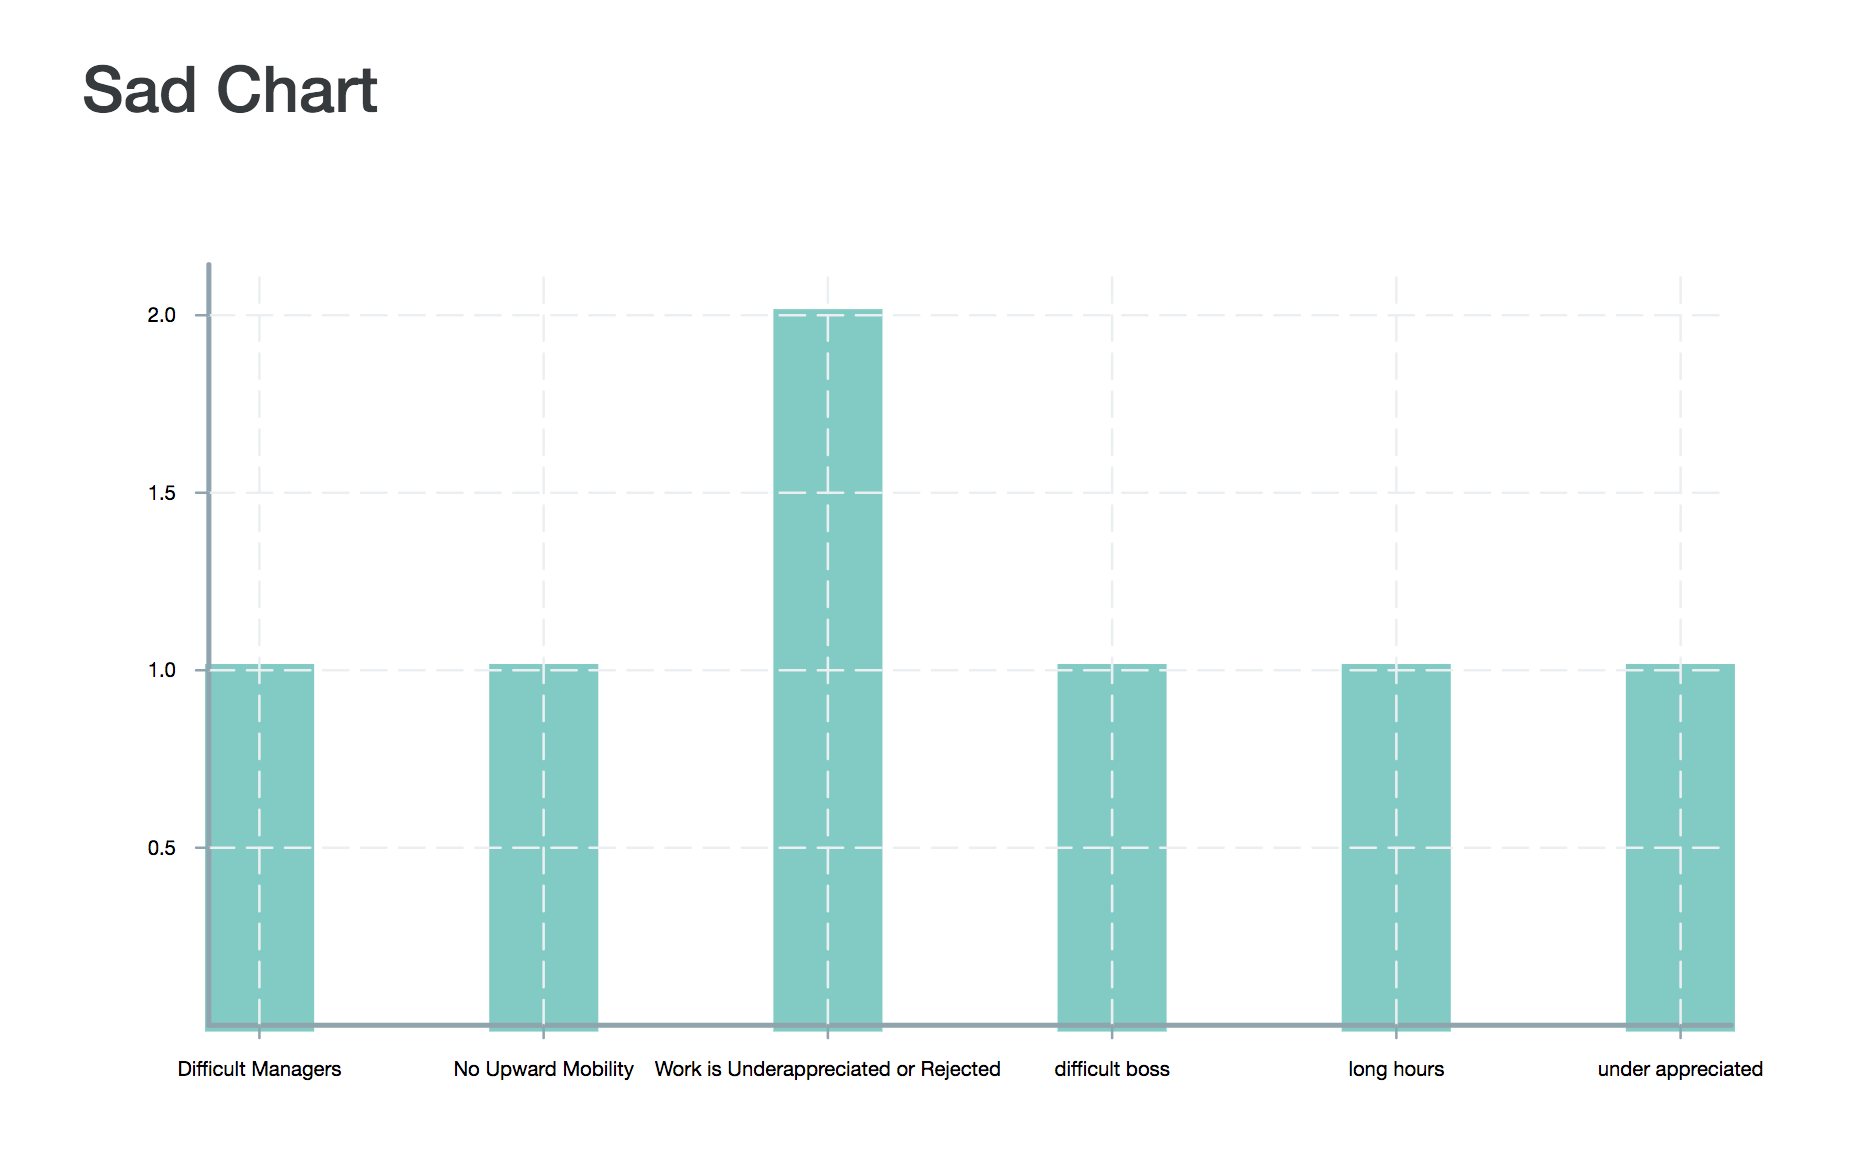 Sad Chart
2.0
1.5
1.0
0.5
Difficult Managers No Upward Mobility Work is Underappreciated or Rejected difficult boss long hours under appreciated